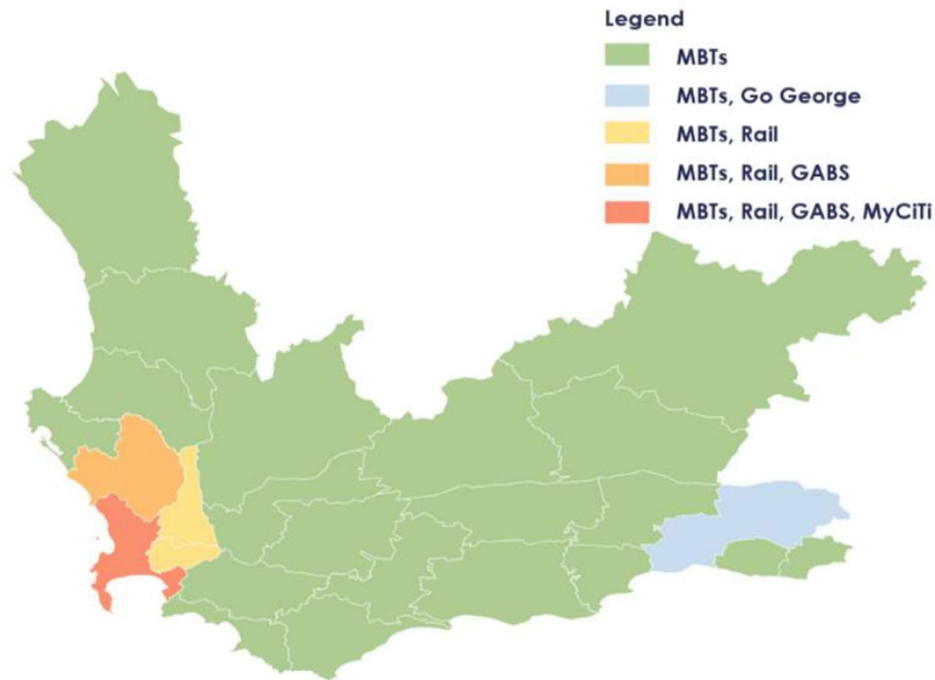 Legend
MBTs
MBTs, Go George
MBTs, Rail
MBTs, Rail, GABS
MBTs, Rail, GABS, MyCiTi